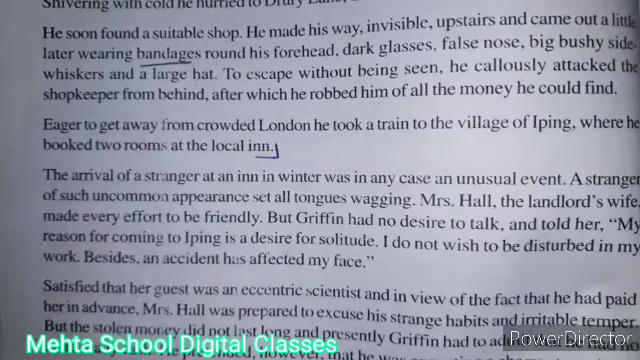 Shivering with cold he hurried to Drury Lane,
He soon found a suitable shop. He made his way, invisible, upstairs and came out a little
later wearing bandages round his forehead, dark glasses, false nose, big bushy side-
whiskers and a large hat. To escape without being seen, he callously attacked the
shopkeeper from behind, after which he robbed him of all the money he could find.
Eager to get away from crowded London he took a train to the village of Iping, where he
booked two rooms at the local inn.
The arrival of a stranger at an inn in winter was in any case an unusual event. A stranger
of such uncommon appearance set all tongues wagging. Mrs. Hall, the landlord's wife,
made every effort to be friendly. But Griffin had no desire to talk, and told her, “My
reason for coming to Iping is a desire for solitude. I do not wish to be disturbed in my
work. Besides, an accident has affected my face.”
Satisfied that her guest was an eccentric scientist and in view of the fact that he had paid
her in advance, Mrs. Hall was prepared to excuse his strange habits and irritable temper.
But the stolen money did not last long and presently Griffin had to
however, that he was
Mehta School Digital Classes
PowerDirector